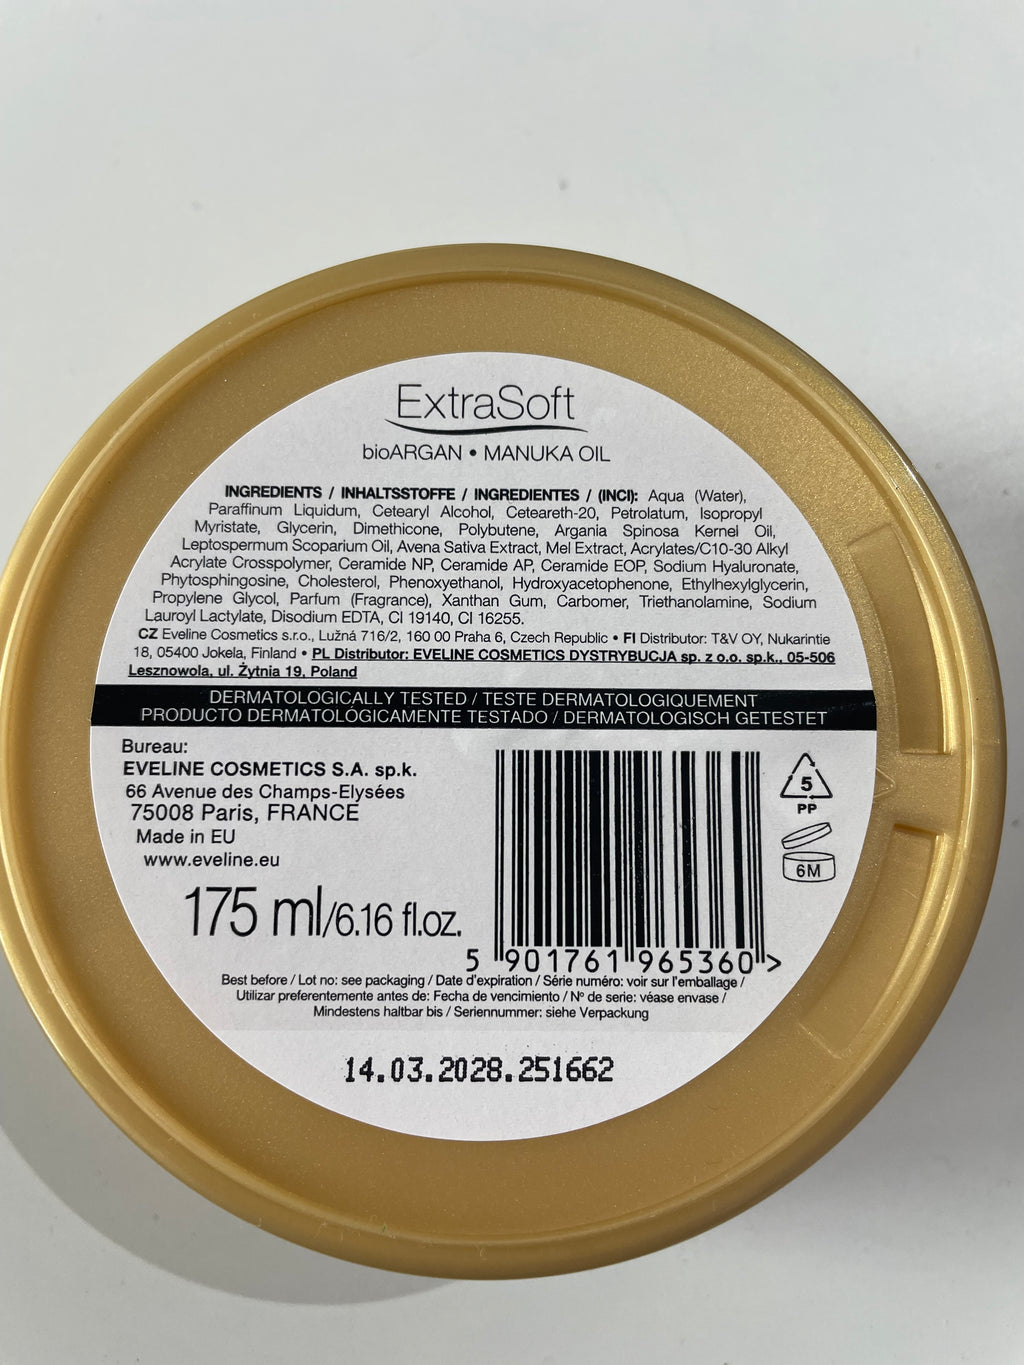 ExtraSoft
bioARGAN • MANUKA OIL
INGREDIENTS / INHALTSSTOFFE / INGREDIENTES / (INCI): Aqua (Water),
Paraffinum Liquidum, Cetearyl Alcohol, Ceteareth-20, Petrolatum, Isopropyl
Myristate, Glycerin, Dimethicone, Polybutene, Argania Spinosa Kernel Oil,
Leptospermum Scoparium Oil, Avena Sativa Extract, Mel Extract, Acrylates/C10-30 Alkyl
Acrylate Crosspolymer, Ceramide NP, Ceramide AP, Ceramide EOP, Sodium Hyaluronate,
Phytosphingosine, Cholesterol, Phenoxyethanol, Hydroxyacetophenone, Ethylhexylglycerin,
Propylene Glycol, Parfum (Fragrance), Xanthan Gum, Carbomer, Triethanolamine, Sodium
Lauroyl Lactylate, Disodium EDTA, CI 19140, CI 16255.
CZ Eveline Cosmetics s.r.o., Lužná 716/2, 160 00 Praha 6, Czech Republic • FI Distributor: T&V OY, Nukarintie
18, 05400 Jokela, Finland • PL Distributor: EVELINE COSMETICS DYSTRYBUCJA sp. z o.o. sp.k., 05-506
Lesznowola, ul. Żytnia 19, Poland
DERMATOLOGICALLY TESTED / TESTE DERMATOLOGIQUEMENT
PRODUCTO DERMATOLÓGICAMENTE TESTADO / DERMATOLOGISCH GETESTET
Bureau:
EVELINE COSMETICS S.A. sp.k.
66 Avenue des Champs-Elysées
75008 Paris, FRANCE
Made in EU
www.eveline.eu
175 ml/6.16 fl.oz.
5
PP
6M
5 901761 965360 >
Best before / Lot no: see packaging / Date d'expiration / Série numéro: voir sur l'emballage /
Utilizar preferentemente antes de: Fecha de vencimiento / Nº de serie: véase envase /
Mindestens haltbar bis / Seriennummer: siehe Verpackung
14.03.2028.251662